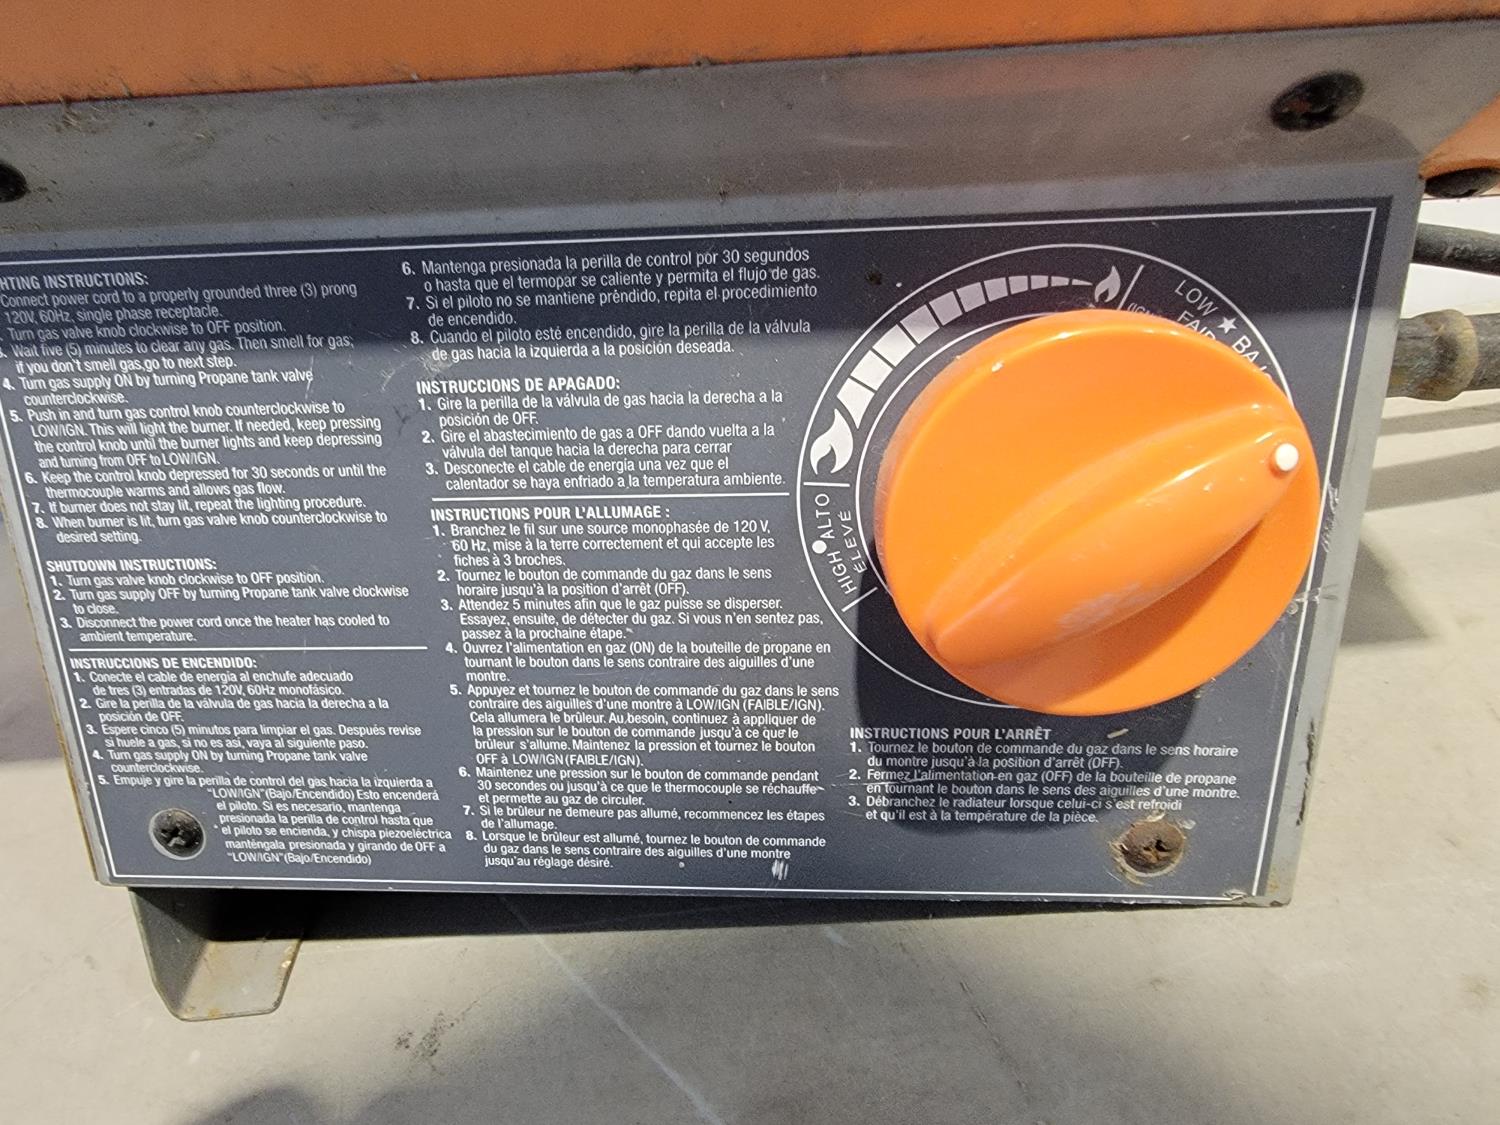 HTING INSTRUCTIONS:
Connect power cord to a properly grounded three (3) prong
120V, 60Hz, single phase receptacle.
Turn gas valve knob clockwise to OFF position.
Wait five (5) minutes to clear any gas. Then smell for gas;
if you don't smell gas,go to next step.
4. Turn gas supply ON by turning Propane tank valve
counterclockwise.
5. Push in and turn gas control knob counterclockwise to
LOW/IGN. This will light the burner. If needed, keep pressing
the control knob until the burner lights and keep depressing
and turning from OFF to LOW/IGN.
6. Keep the control knob depressed for 30 seconds or until the
thermocouple warms and allows gas flow.
7. If burner does not stay lit, repeat the lighting procedure.
8. When burner is lit, turn gas valve knob counterclockwise to
desired setting.
SHUTDOWN INSTRUCTIONS:
1. Turn gas valve knob clockwise to OFF position.
2. Turn gas supply OFF by turning Propane tank valve clockwise
to close.
3. Disconnect the power cord once the heater has cooled to
ambient temperature.
INSTRUCCIONS DE ENCENDIDO:
1. Conecte el cable de energía al enchufe adecuado
de tres (3) entradas de 120V, 60Hz monofásico.
2. Gire la perilla de la válvula de gas hacia la derecha a la
posición de OFF.
3. Espere cinco (5) minutos para limpiar el gas. Después revise
si huele a gas, si no es así, vaya al siguiente paso.
4. Turn gas supply ON by turning Propane tank valve
counterclockwise.
5. Empuje y gire la perilla de control del gas hacia la izquierda a
"LOW/IGN"(Bajo/Encendido) Esto encenderá
el piloto. Si es necesario, mantenga
presionada la perilla de control hasta que
el piloto se encienda, y chispa piezoeléctrica
manténgala presionada y girando de OFF a
"LOW/IGN"(Bajo/Encendido)
6. Mantenga presionada la perilla de control por 30 segundos
o hasta que el termopar se caliente y permita el flujo de gas.
7. Si el piloto no se mantiene prendido, repita el procedimiento
de encendido.
8. Cuando el piloto esté encendido, gire la perilla de la válvula
de gas hacia la izquierda a la posición deseada.
INSTRUCCIONS DE APAGADO:
1. Gire la perilla de la válvula de gas hacia la derecha a la
posición de OFF.
2. Gire el abastecimiento de gas a OFF dando vuelta a la
válvula del tanque hacia la derecha para cerrar
3. Desconecte el cable de energía una vez que el
calentador se haya enfriado a la temperatura ambiente.
INSTRUCTIONS POUR L'ALLUMAGE :
1. Branchez le fil sur une source monophasée de 120 V,
60 Hz, mise à la terre correctement et qui accepte les
fiches à 3 broches.
2. Tournez le bouton de commande du gaz dans le sens
horaire jusqu'à la position d'arrêt (OFF).
3. Attendez 5 minutes afin que le gaz puisse se disperser.
Essayez, ensuite, de détecter du gaz. Si vous n'en sentez pas,
passez à la prochaine étape.
4. Ouvrez l'alimentation en gaz (ON) de la bouteille de propane en
tournant le bouton dans le sens contraire des aiguilles d'une
montre.
5. Appuyez et tournez le bouton de commande du gaz dans le sens
contraire des aiguilles d'une montre à LOW/IGN (FAIBLE/IGN).
Cela allumera le brûleur. Au besoin, continuez à appliquer de
la pression sur le bouton de commande jusqu'à ce que le
brûleur s'allume. Maintenez la pression et tournez le bouton
OFF à LOW/IGN (FAIBLE/IGN).
6. Maintenez une pression sur le bouton de commande pendant
30 secondes ou jusqu'à ce que le thermocouple se réchauffe
et permette au gaz de circuler.
7. Si le brûleur ne demeure pas allumé, recommencez les étapes
de l'allumage.
8. Lorsque le brûleur est allumé, tournez le bouton de commande
du gaz dans le sens contraire des aiguilles d'une montre
jusqu'au réglage désiré.
HIGH ALTO
ÉLEVÉ
LOW
INSTRUCTIONS POUR L'ARRÊT
1. Tournez le bouton de commande du gaz dans le sens horaire
du montre jusqu'à la position d'arrêt (OFF).
2. Fermez l'alimentation en gaz (OFF) de la bouteille de propane
en tournant le bouton dans le sens des aiguilles d'une montre.
3. Débranchez le radiateur lorsque celui-ci s'est refroidi
et qu'il est à la température de la pièce.